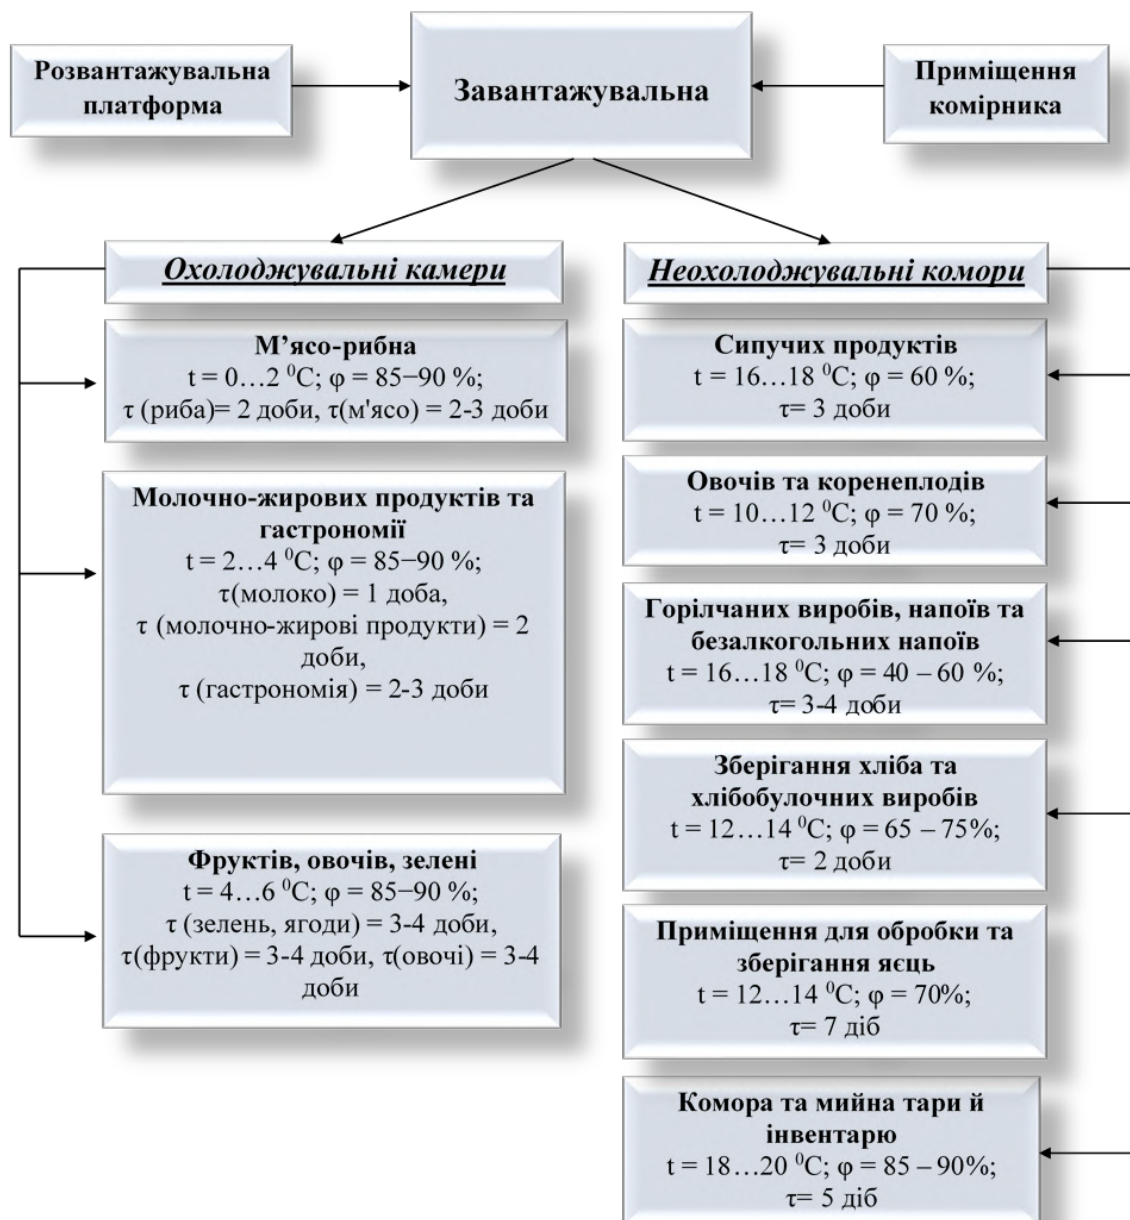 Розвантажувальна
платформа
Завантажувальна
Приміщення
комірника
Охолоджувальні камери
М’ясо-рибна
t = 0…2 ⁰C; φ = 85−90 %;
τ (риба)= 2 доби, τ(м'ясо) = 2-3 доби
Молочно-жирових продуктів та
гастрономії
t = 2…4 ⁰C; φ = 85−90 %;
τ(молоко) = 1 доба,
τ (молочно-жирові продукти) = 2
доби,
τ (гастрономія) = 2-3 доби
Фруктів, овочів, зелені
t = 4…6 ⁰C; φ = 85−90 %;
τ (зелень, ягоди) = 3-4 доби,
τ(фрукти) = 3-4 доби, τ(овочі) = 3-4
доби
Неохолоджувальні комори
Сипучих продуктів
t = 16…18 ⁰C; φ = 60 %;
τ= 3 доби
Овочів та коренеплодів
t = 10…12 ⁰C; φ = 70 %;
τ= 3 доби
Горілчаних виробів, напоїв та
безалкогольних напоїв
t = 16…18 ⁰C; φ = 40 – 60 %;
τ= 3-4 доби
Зберігання хліба та
хлібобулочних виробів
t = 12…14 ⁰C; φ = 65 – 75%;
τ= 2 доби
Приміщення для обробки та
зберігання яєць
t = 12…14 ⁰C; φ = 70%;
τ= 7 діб
Комора та мийна тари й
інвентарю
t = 18…20 ⁰C; φ = 85 – 90%;
τ= 5 діб